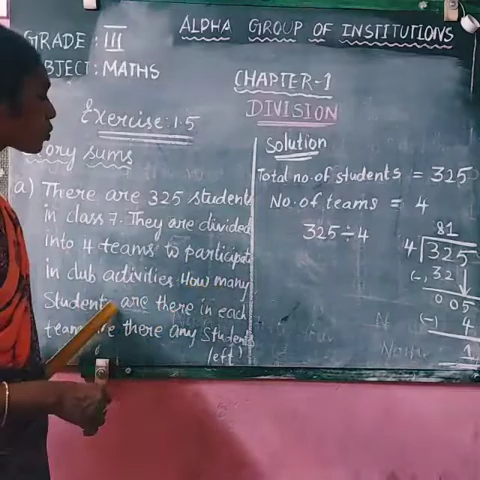 ALPHA GROUP OF INSTITUTIONS
GRADE : III
SUBJECT : MATHS
CHAPTER-1
DIVISION
Exercise: 1.5
Story sums
a) There are 325 students
in class 7. They are divided
into 4 teams to participate
in club activities How many
Students are there in each
team are there any Students
left?
Solution
Total no. of students = 325
No. of teams = 4
325÷4
81
4 325
(-) 32
005
(-) 4
1